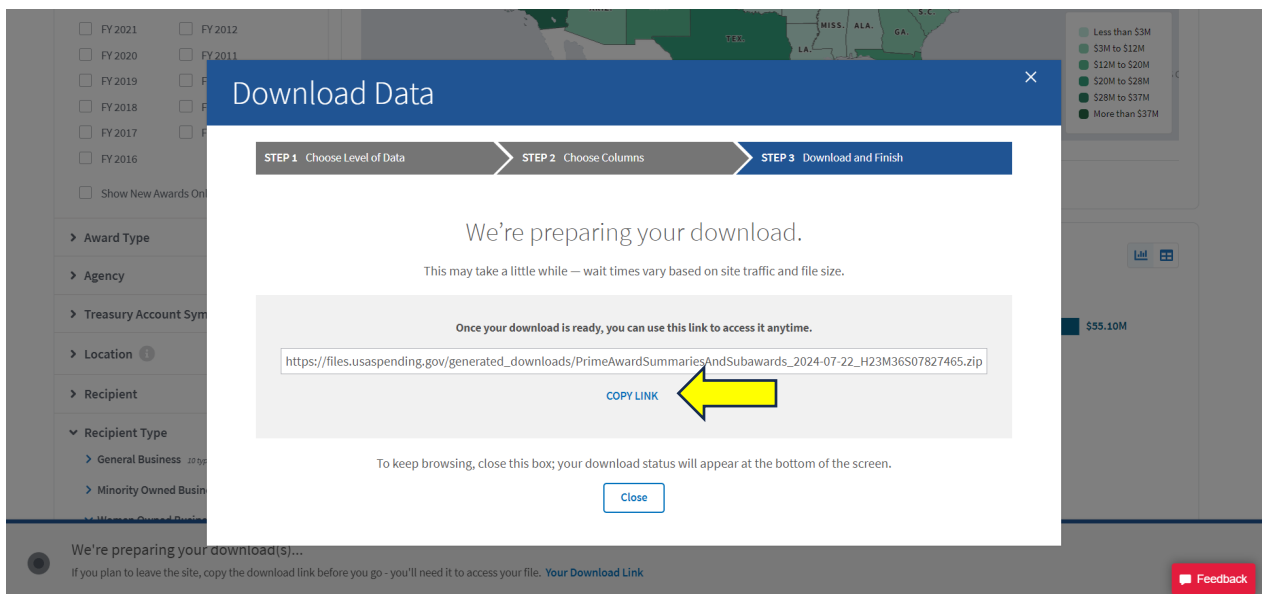 FY 2021 FY 2012
FY 2020 FY 2011
FY 2019 F
FY 2018 F
FY 2017 F
FY 2016
Show New Awards Onl
Award Type
Agency
Treasury Account Sym
Location
Recipient
Recipient Type
General Business
Minority Owned Busin
MISS. ALA. GA. S.C.
TEX. LA.
Less than $3M
$3M to $12M
$12M to $20M
$20M to $28M
$28M to $37M
More than $37M
$55.10M
Download Data
STEP 1 Choose Level of Data STEP 2 Choose Columns STEP 3 Download and Finish
We’re preparing your download.
This may take a little while — wait times vary based on site traffic and file size.
Once your download is ready, you can use this link to access it anytime.
https://files.usaspending.gov/generated_downloads/PrimeAwardSummariesAndSubawards_2024-07-22_H23M36S07827465.zip
COPY LINK
To keep browsing, close this box; your download status will appear at the bottom of the screen.
Close
We're preparing your download(s)...
If you plan to leave the site, copy the download link before you go - you'll need it to access your file. Your Download Link
Feedback